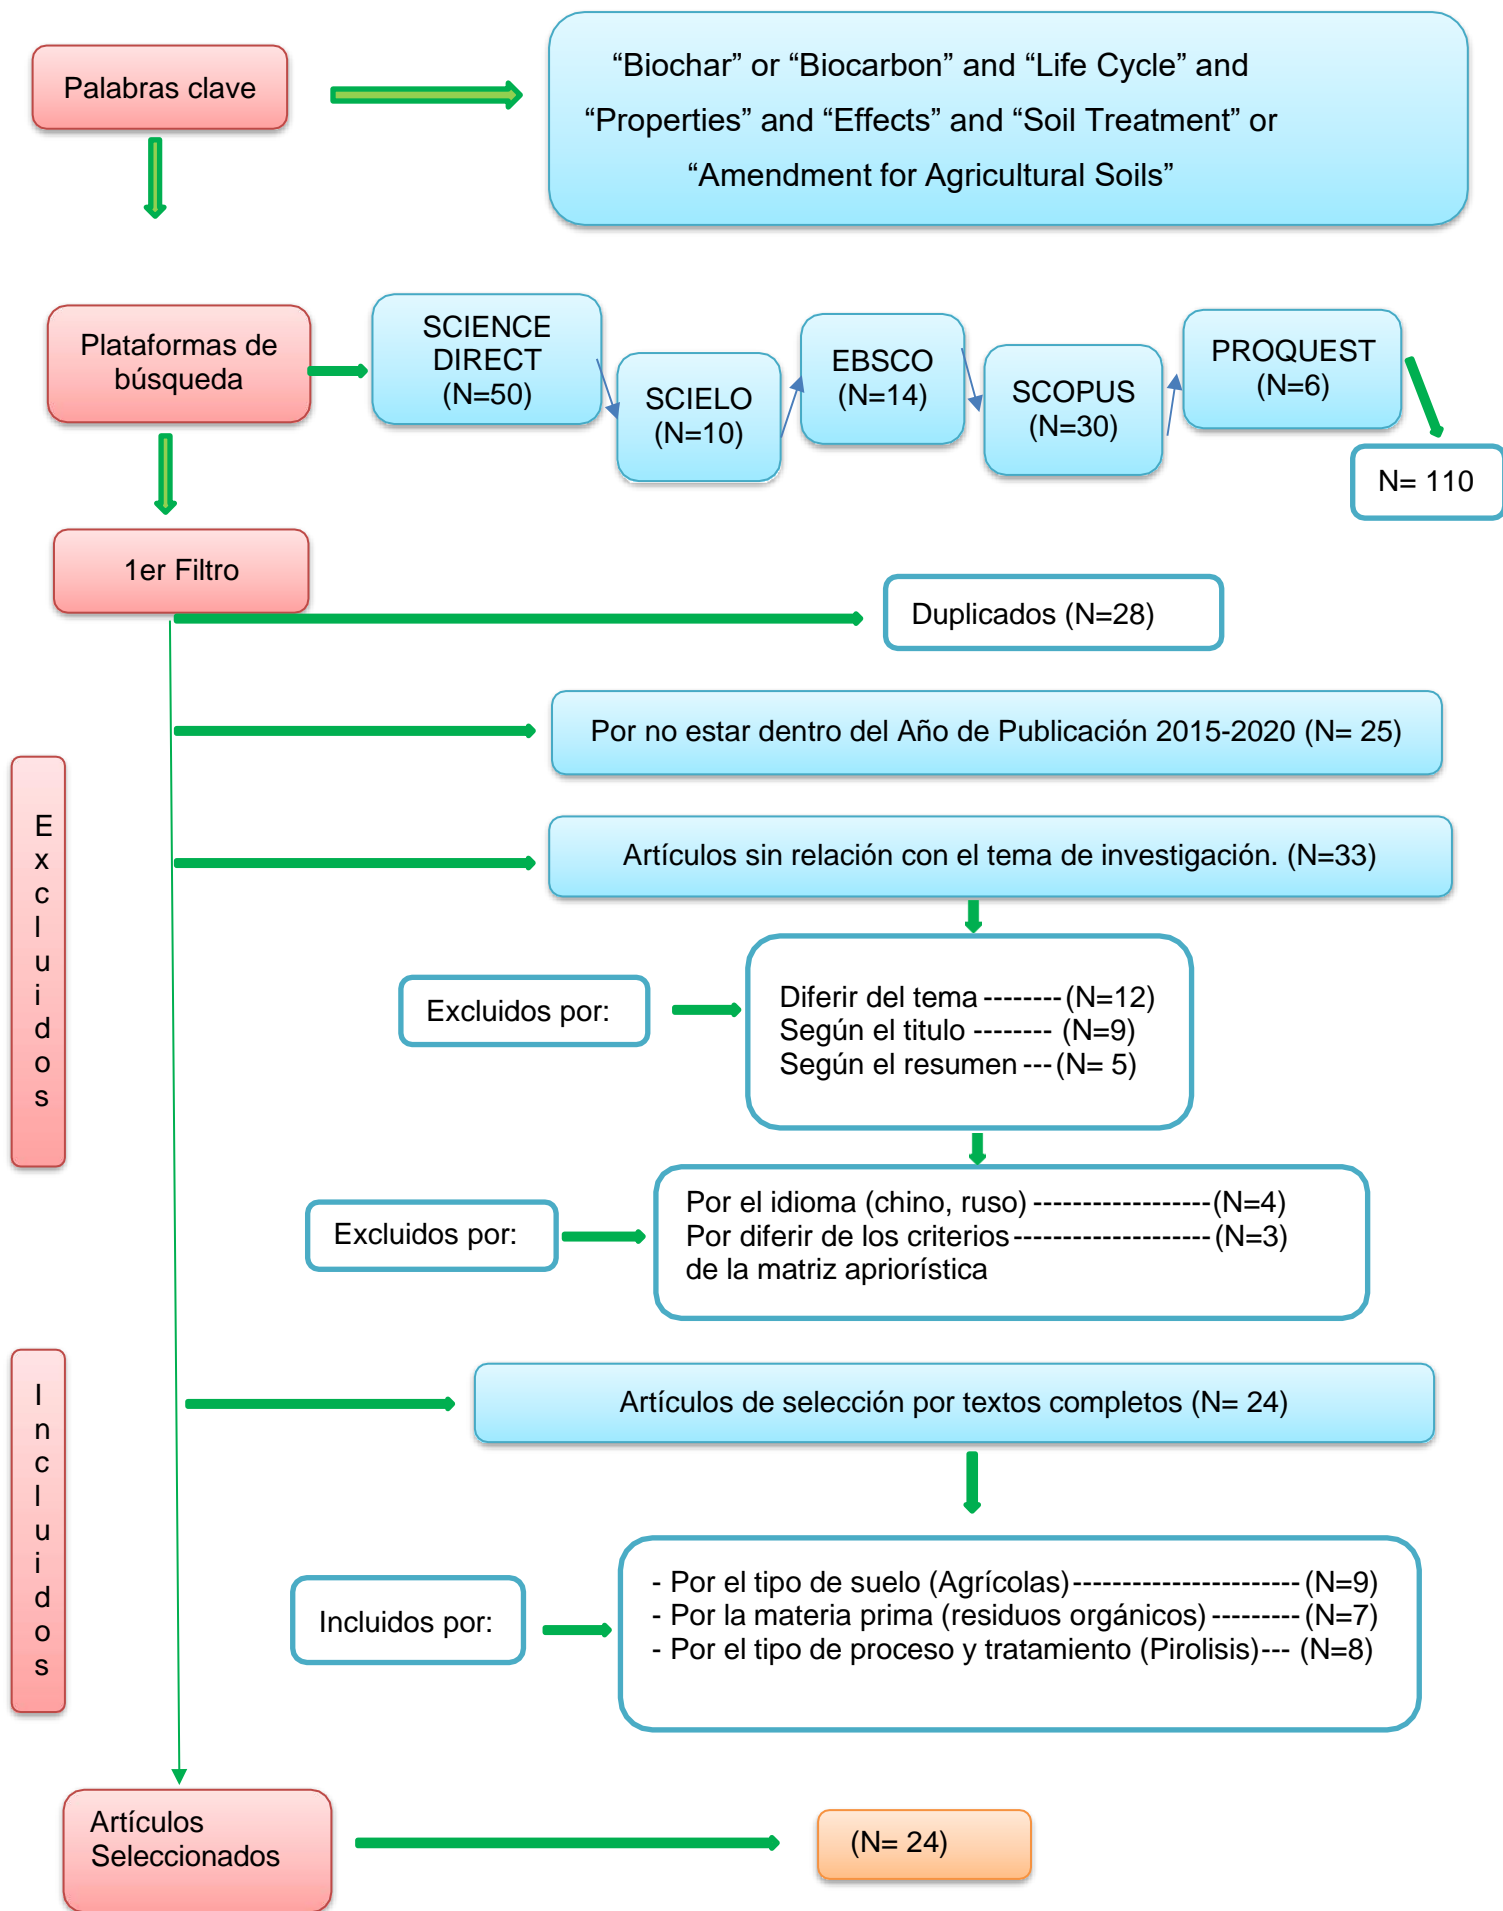 Palabras clave
“Biochar” or “Biocarbon” and “Life Cycle” and
“Properties” and “Effects” and “Soil Treatment” or
“Amendment for Agricultural Soils”
Plataformas de
búsqueda
SCIENCE
DIRECT
(N=50)
SCIELO
(N=10)
EBSCO
(N=14)
SCOPUS
(N=30)
PROQUEST
(N=6)
N= 110
1er Filtro
Duplicados (N=28)
Por no estar dentro del Año de Publicación 2015-2020 (N= 25)
Excluidos
Artículos sin relación con el tema de investigación. (N=33)
Excluidos por:
Diferir del tema --------(N=12)
Según el titulo -------- (N=9)
Según el resumen ---(N= 5)
Excluidos por:
Por el idioma (chino, ruso) ------------------(N=4)
Por diferir de los criterios--------------------(N=3)
de la matriz apriorística
Incluidos
Artículos de selección por textos completos (N= 24)
Incluidos por:
- Por el tipo de suelo (Agrícolas)----------------------- (N=9)
- Por la materia prima (residuos orgánicos) --------- (N=7)
- Por el tipo de proceso y tratamiento (Pirolisis)--- (N=8)
Artículos
Seleccionados
(N= 24)